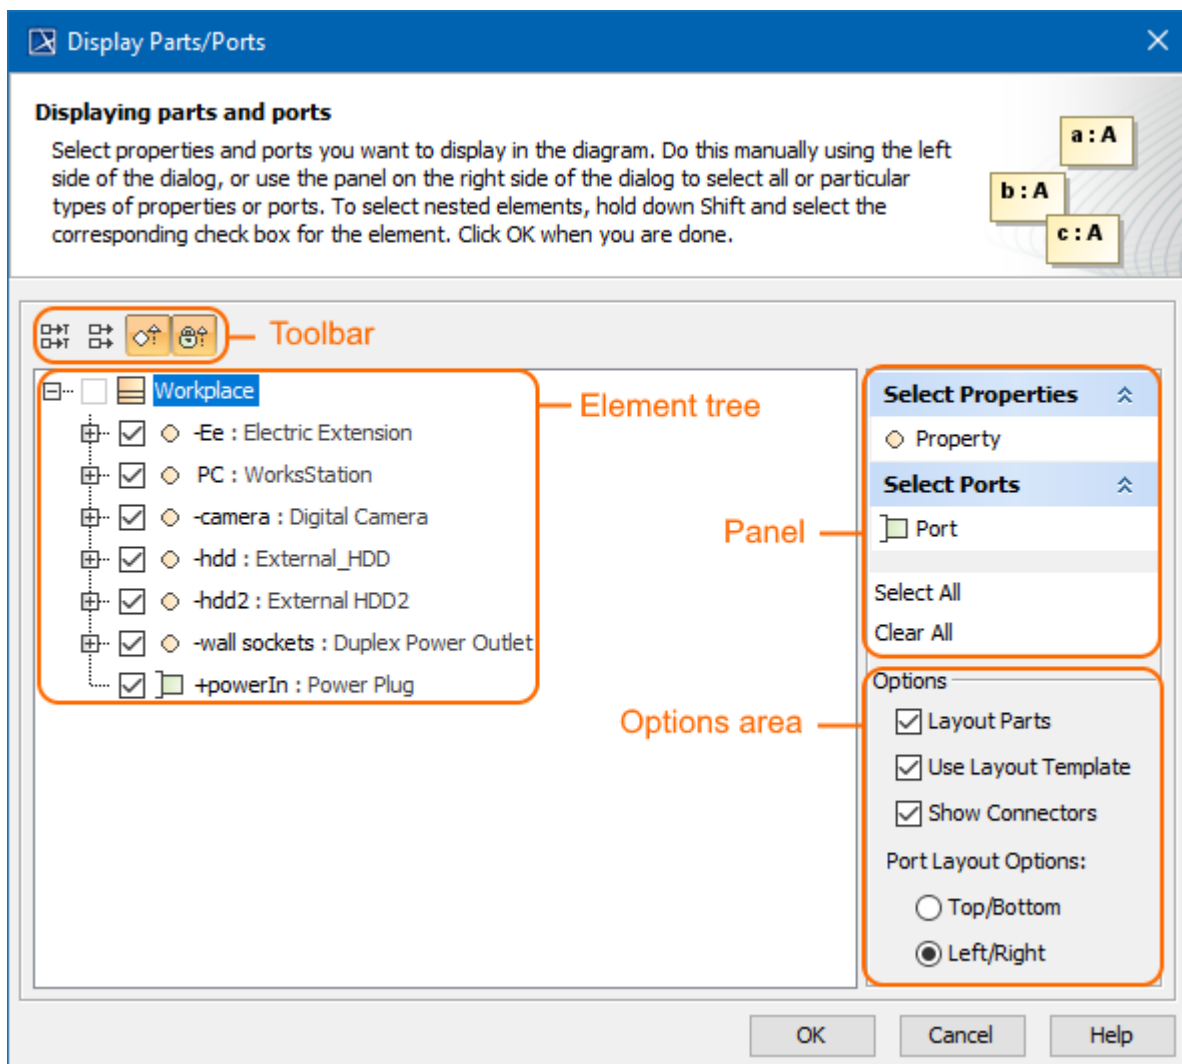 Display Parts/Ports
Displaying parts and ports
Select properties and ports you want to display in the diagram. Do this manually using the left
side of the dialog, or use the panel on the right side of the dialog to select all or particular
types of properties or ports. To select nested elements, hold down Shift and select the
corresponding check box for the element. Click OK when you are done.
a : A
b : A
c : A
Toolbar
Workplace
Element tree
-Ee : Electric Extension
PC : WorksStation
-camera : Digital Camera
-hdd : External_HDD
-hdd2 : External HDD2
-wall sockets : Duplex Power Outlet
+powerIn : Power Plug
Select Properties
Property
Select Ports
Panel
Port
Select All
Clear All
Options
Options area
Layout Parts
Use Layout Template
Show Connectors
Port Layout Options:
Top/Bottom
Left/Right
OK
Cancel
Help